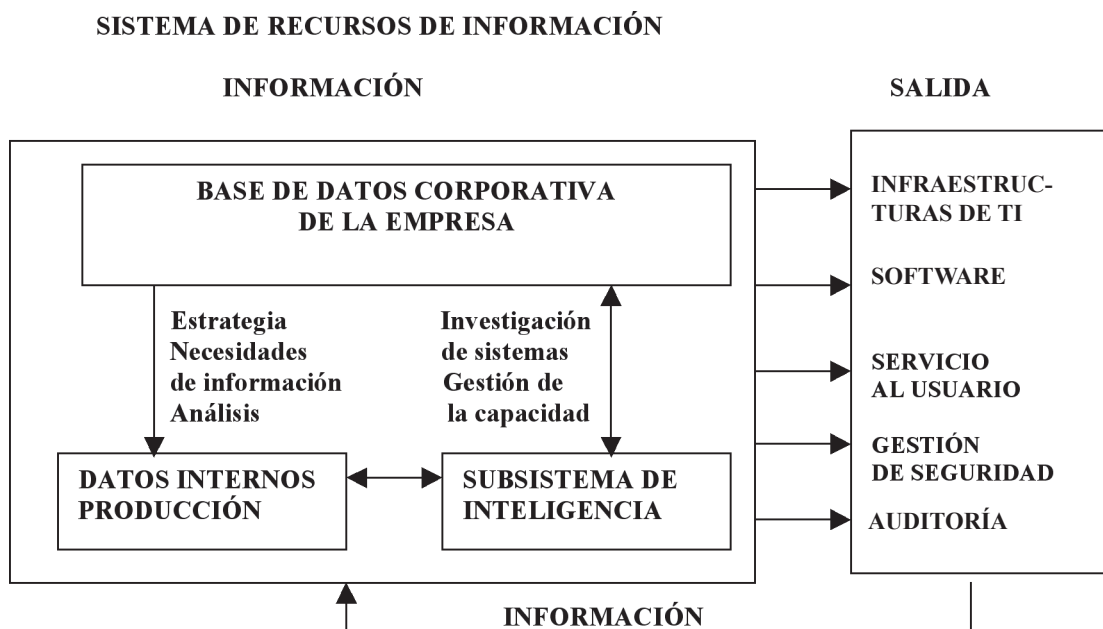 SISTEMA DE RECURSOS DE INFORMACIÓN
INFORMACIÓN
SALIDA
BASE DE DATOS CORPORATIVA
DE LA EMPRESA
Estrategia
Necesidades
de información
Análisis
Investigación
de sistemas
Gestión de
la capacidad
DATOS INTERNOS
PRODUCCIÓN
SUBSISTEMA DE
INTELIGENCIA
INFRAESTRUC-
TURAS DE TI
SOFTWARE
SERVICIO
AL USUARIO
GESTIÓN
DE SEGURIDAD
AUDITORÍA
INFORMACIÓN